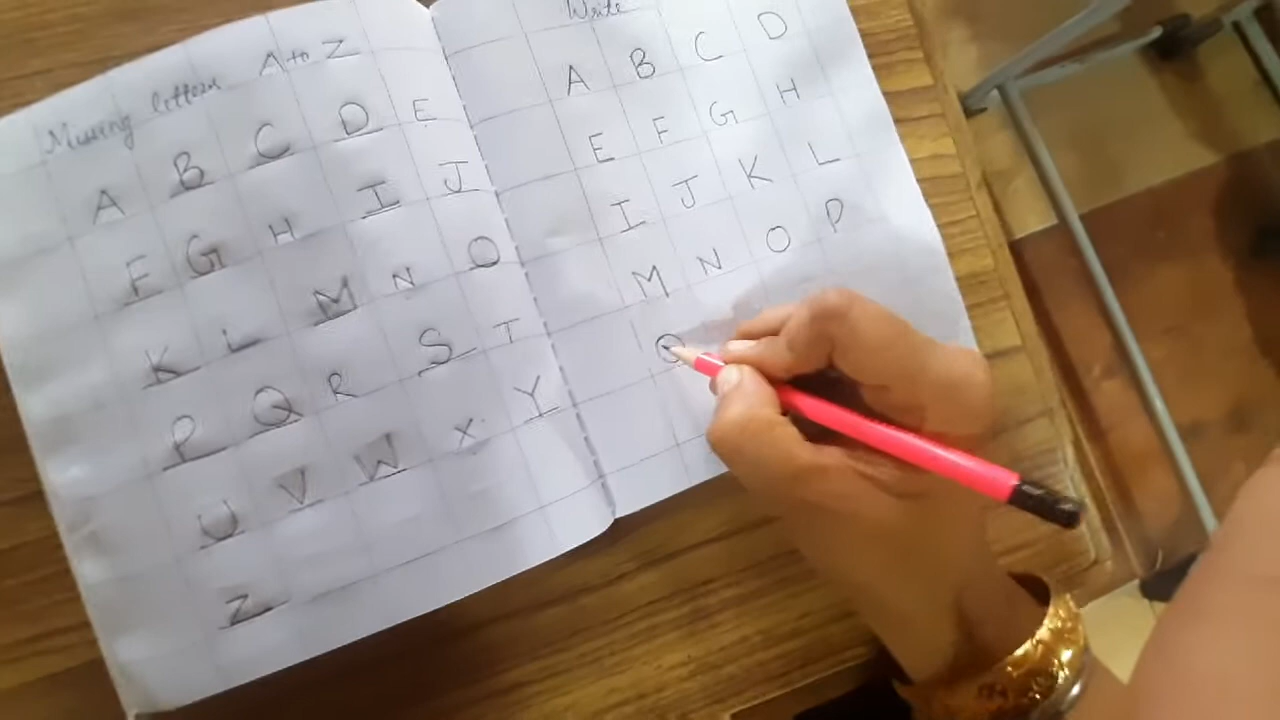 Missing letters A to Z
A B C D E
F G H I J
K L M N O
P Q R S T
U V W X Y
Z
Write
A B C D
E F G H
I J K L
M N O P
Q